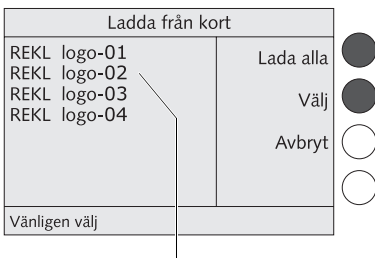 Ladda från kort
REKL logo-01
REKL logo-02
REKL logo-03
REKL logo-04
Lada alla
Välj
Avbryt
Vänligen välj